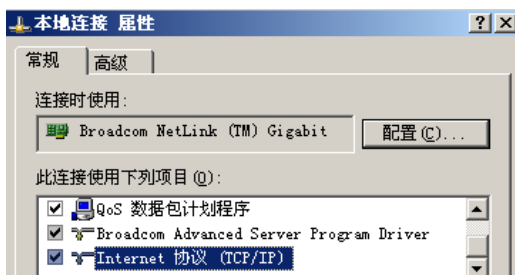 本地连接 属性
常规 高级
连接时使用:
Broadcom NetLink (TM) Gigabit 配置(C)...
此连接使用下列项目(O):
QoS 数据包计划程序
Broadcom Advanced Server Program Driver
Internet 协议 (TCP/IP)